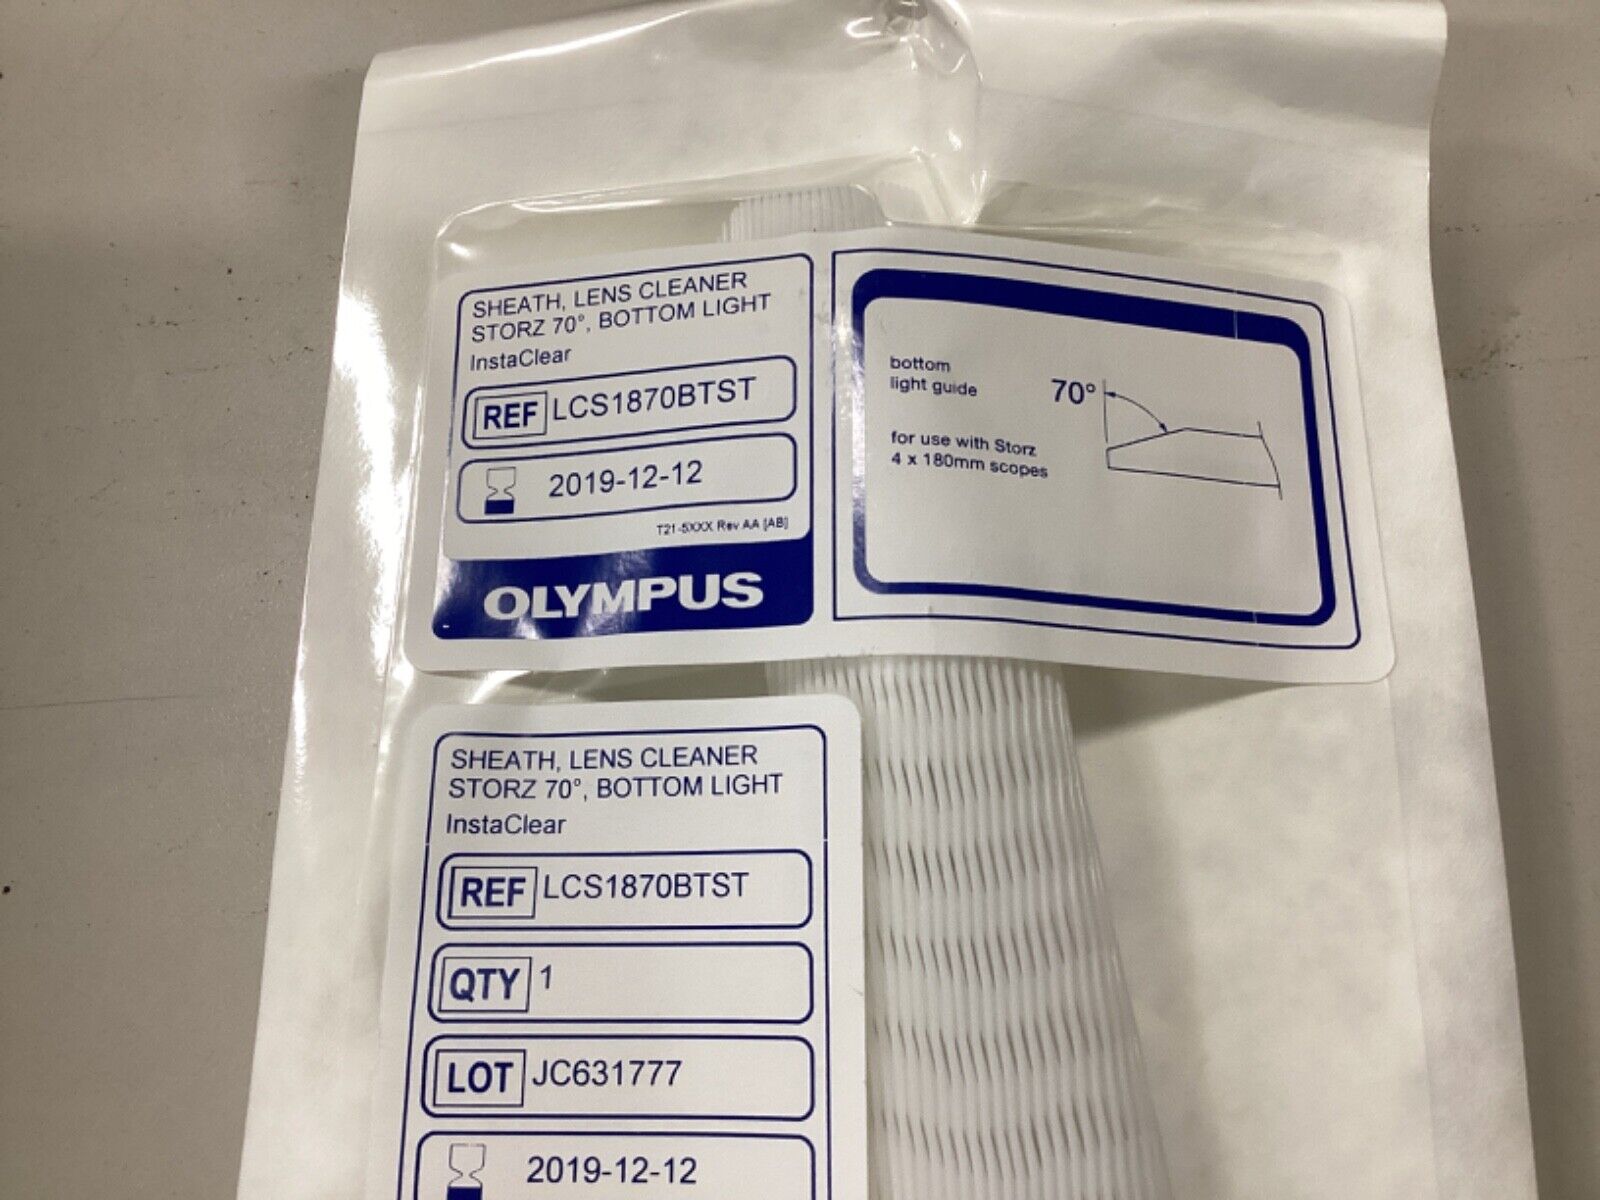 SHEATH, LENS CLEANER
STORZ 70°, BOTTOM LIGHT
InstaClear
REF LCS1870BTST
2019-12-12
T21-5XXX Rev AA [AB]
OLYMPUS
bottom
light guide
70°
for use with Storz
4 x 180mm scopes
SHEATH, LENS CLEANER
STORZ 70°, BOTTOM LIGHT
InstaClear
REF LCS1870BTST
QTY 1
LOT JC631777
2019-12-12